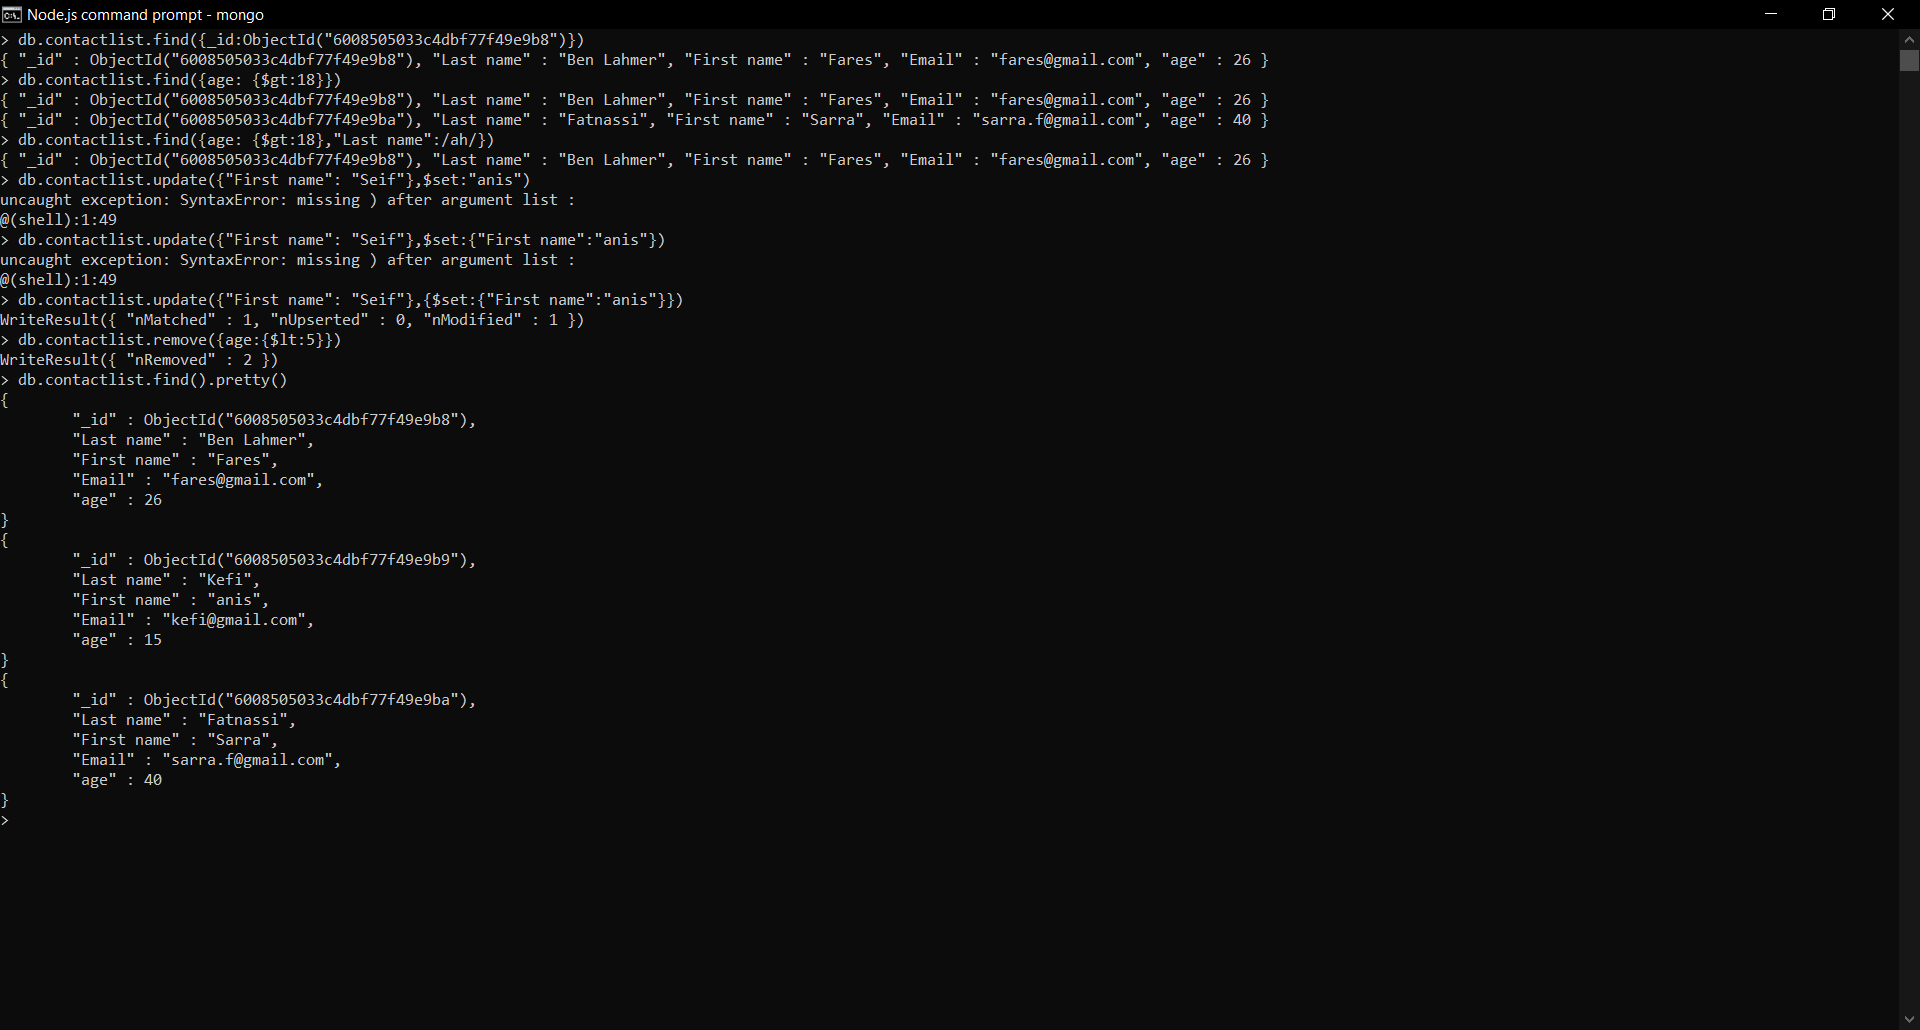 Node.js command prompt - mongo
> db.contactlist.find({_id:ObjectId("6008505033c4dbf77f49e9b8")})
{ "_id" : ObjectId("6008505033c4dbf77f49e9b8"), "Last name" : "Ben Lahmer", "First name" : "Fares", "Email" : "fares@gmail.com", "age" : 26 }
> db.contactlist.find({age: {$gt:18}})
{ "_id" : ObjectId("6008505033c4dbf77f49e9b8"), "Last name" : "Ben Lahmer", "First name" : "Fares", "Email" : "fares@gmail.com", "age" : 26 }
{ "_id" : ObjectId("6008505033c4dbf77f49e9ba"), "Last name" : "Fatnassi", "First name" : "Sarra", "Email" : "sarra.f@gmail.com", "age" : 40 }
> db.contactlist.find({age: {$gt:18},"Last name":/ah/})
{ "_id" : ObjectId("6008505033c4dbf77f49e9b8"), "Last name" : "Ben Lahmer", "First name" : "Fares", "Email" : "fares@gmail.com", "age" : 26 }
> db.contactlist.update({"First name": "Seif"},$set:"anis")
uncaught exception: SyntaxError: missing ) after argument list :
@(shell):1:49
> db.contactlist.update({"First name": "Seif"},$set:{"First name":"anis"})
uncaught exception: SyntaxError: missing ) after argument list :
@(shell):1:49
> db.contactlist.update({"First name": "Seif"},{$set:{"First name":"anis"}})
WriteResult({ "nMatched" : 1, "nUpserted" : 0, "nModified" : 1 })
> db.contactlist.remove({age:{$lt:5}})
WriteResult({ "nRemoved" : 2 })
> db.contactlist.find().pretty()
{
        "_id" : ObjectId("6008505033c4dbf77f49e9b8"),
        "Last name" : "Ben Lahmer",
        "First name" : "Fares",
        "Email" : "fares@gmail.com",
        "age" : 26
}
{
        "_id" : ObjectId("6008505033c4dbf77f49e9b9"),
        "Last name" : "Kefi",
        "First name" : "anis",
        "Email" : "kefi@gmail.com",
        "age" : 15
}
{
        "_id" : ObjectId("6008505033c4dbf77f49e9ba"),
        "Last name" : "Fatnassi",
        "First name" : "Sarra",
        "Email" : "sarra.f@gmail.com",
        "age" : 40
}
>